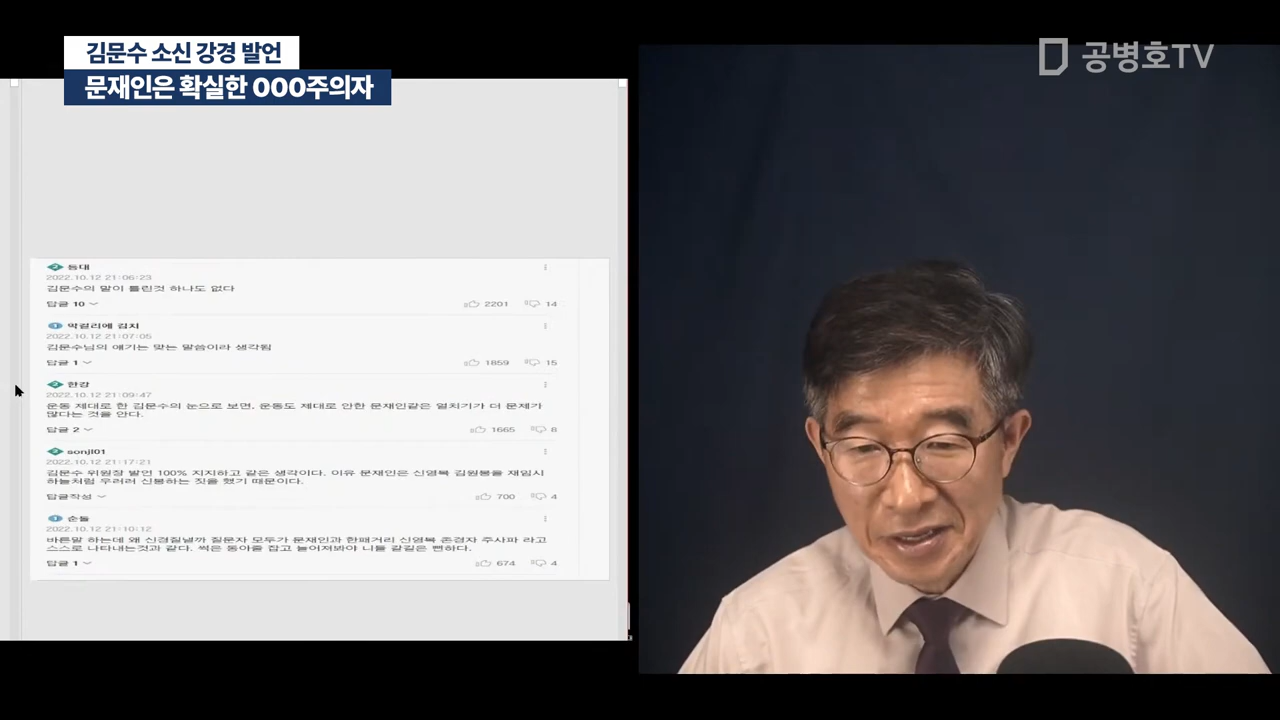 김문수 소신 강경 발언
문재인은 확실한 OOO주의자
공병호TV
등대
2022.10.12 21:06:23
김문수의 말이 틀린것 하나도 없다
답글 10
2201 14
막걸리에 김치
2022.10.12 21:07:05
김문수님의 얘기는 맞는 말씀이라 생각됨
답글 1
1859 15
한강
2022.10.12 21:09:47
운동 제대로 한 김문수의 눈으로 보면, 운동도 제대로 안한 문재인같은 얼치기가 더 문제가
많다는 것을 안다.
답글 2
1665 8
sonji01
2022.10.12 21:17:21
김문수 위원장 발언 100% 지지하고 같은 생각이다. 이유 문재인은 신영복 김원봉을 재임시
하늘처럼 우러러 신봉하는 짓을 했기 때문이다.
답글작성
700 4
순돌
2022.10.12 21:10:12
바른말 하는데 왜 신경질낼까 질문자 모두가 문재인과 한패거리 신영복 존경자 주사파 라고
스스로 나타내는것과 같다. 썩은 동아줄 잡고 늘어져봐야 니들 갈길은 뻔하다.
답글 1
674 4